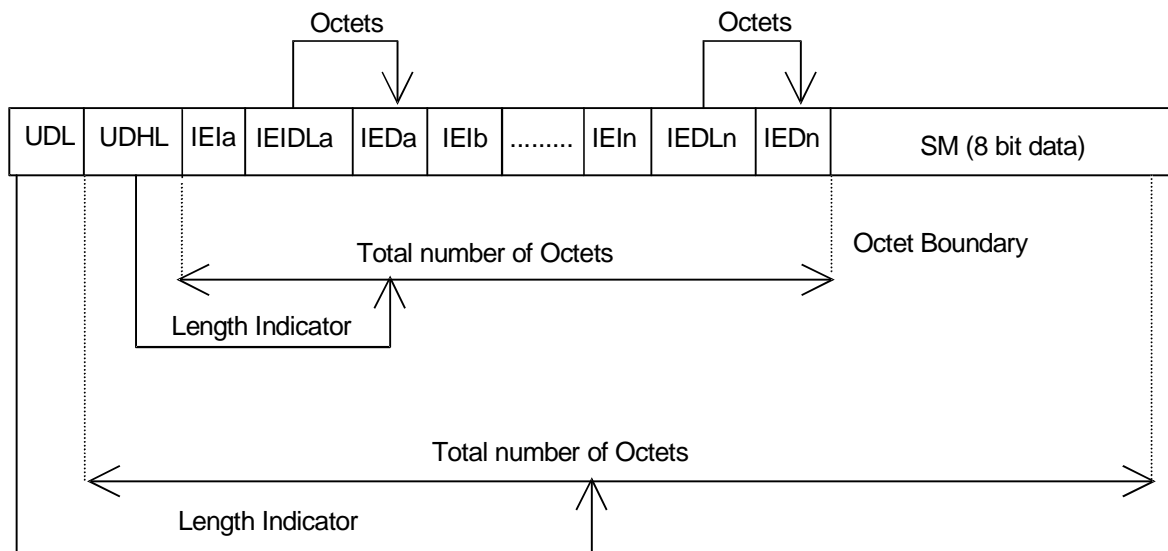 Octets Octets
UDL UDHL IEIa IEIDLa IEDa IEIb ......... IEIn IEDLn IEDn SM (8 bit data)
Octet Boundary
Total number of Octets
Length Indicator
Total number of Octets
Length Indicator